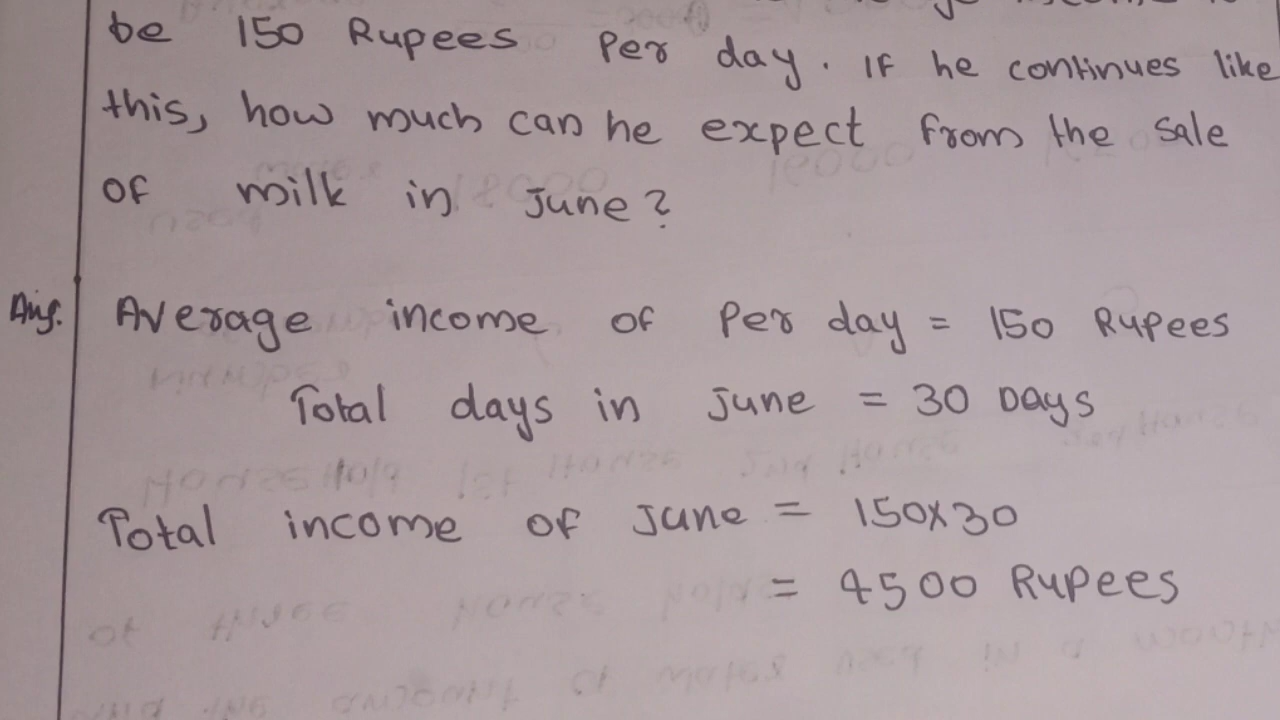 be 150 Rupees Per day. If he continues like
this, how much can he expect from the sale
of milk in June?
Ans. Average income of Per day = 150 Rupees
Total days in June = 30 Days
Total income of June = 150x30
= 4500 Rupees